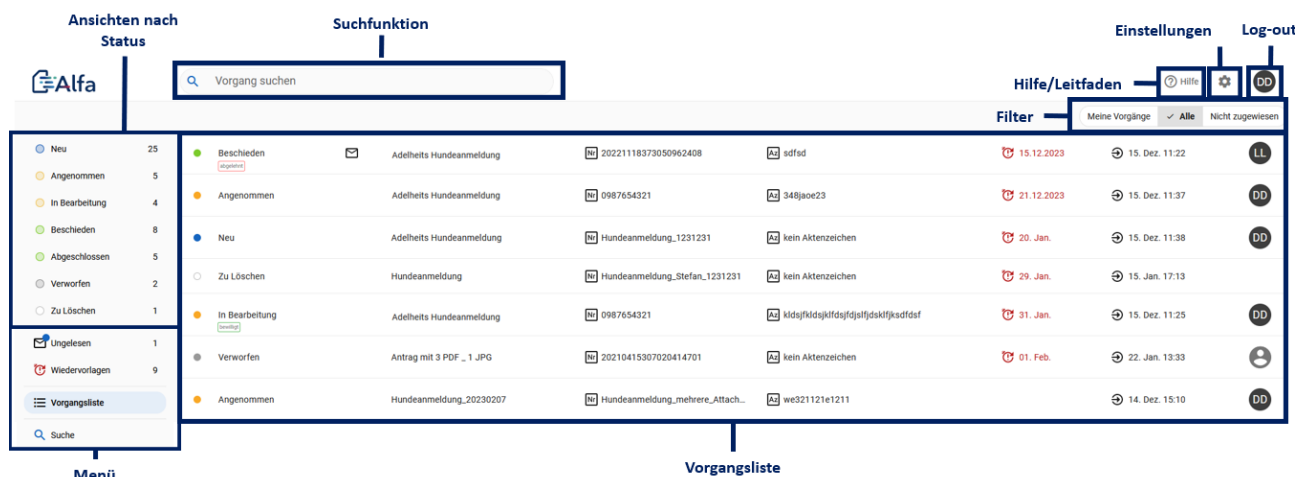 Ansichten nach
Status
Suchfunktion
Einstellungen
Log-out
Alfa
Vorgang suchen
Hilfe/Leitfaden
Hilfe
DD
Filter
Meine Vorgänge Alle Nicht zugewiesen
Neu 25
Angenommen 5
In Bearbeitung 4
Beschieden 8
Abgeschlossen 5
Verworfen 2
Zu Löschen 1
Ungelesen 1
Wiedervorlagen 9
Vorgangsliste
Suche
Menü
Beschieden Adelheits Hundeanmeldung Nr 20221118373050962408 Az sdfsd 15.12.2023 15. Dez. 11:22 LL
abgelehnt
Angenommen Adelheits Hundeanmeldung Nr 0987654321 Az 348jaoe23 21.12.2023 15. Dez. 11:37 DD
Neu Adelheits Hundeanmeldung Nr Hundeanmeldung_1231231 Az kein Aktenzeichen 20. Jan. 15. Dez. 11:38 DD
Zu Löschen Hundeanmeldung Nr Hundeanmeldung_Stefan_1231231 Az kein Aktenzeichen 29. Jan. 15. Jan. 17:13
In Bearbeitung Adelheits Hundeanmeldung Nr 0987654321 Az kldsjfkldsjklfdsjfdjslfjdsklfjksdfdsf 31. Jan. 15. Dez. 11:25 DD
bewilligt
Verworfen Antrag mit 3 PDF _ 1 JPG Nr 20210415307020414701 Az kein Aktenzeichen 01. Feb. 22. Jan. 13:33
Angenommen Hundeanmeldung_20230207 Nr Hundeanmeldung_mehrere_Attach... Az we321121e1211 14. Dez. 15:10 DD
Vorgangsliste